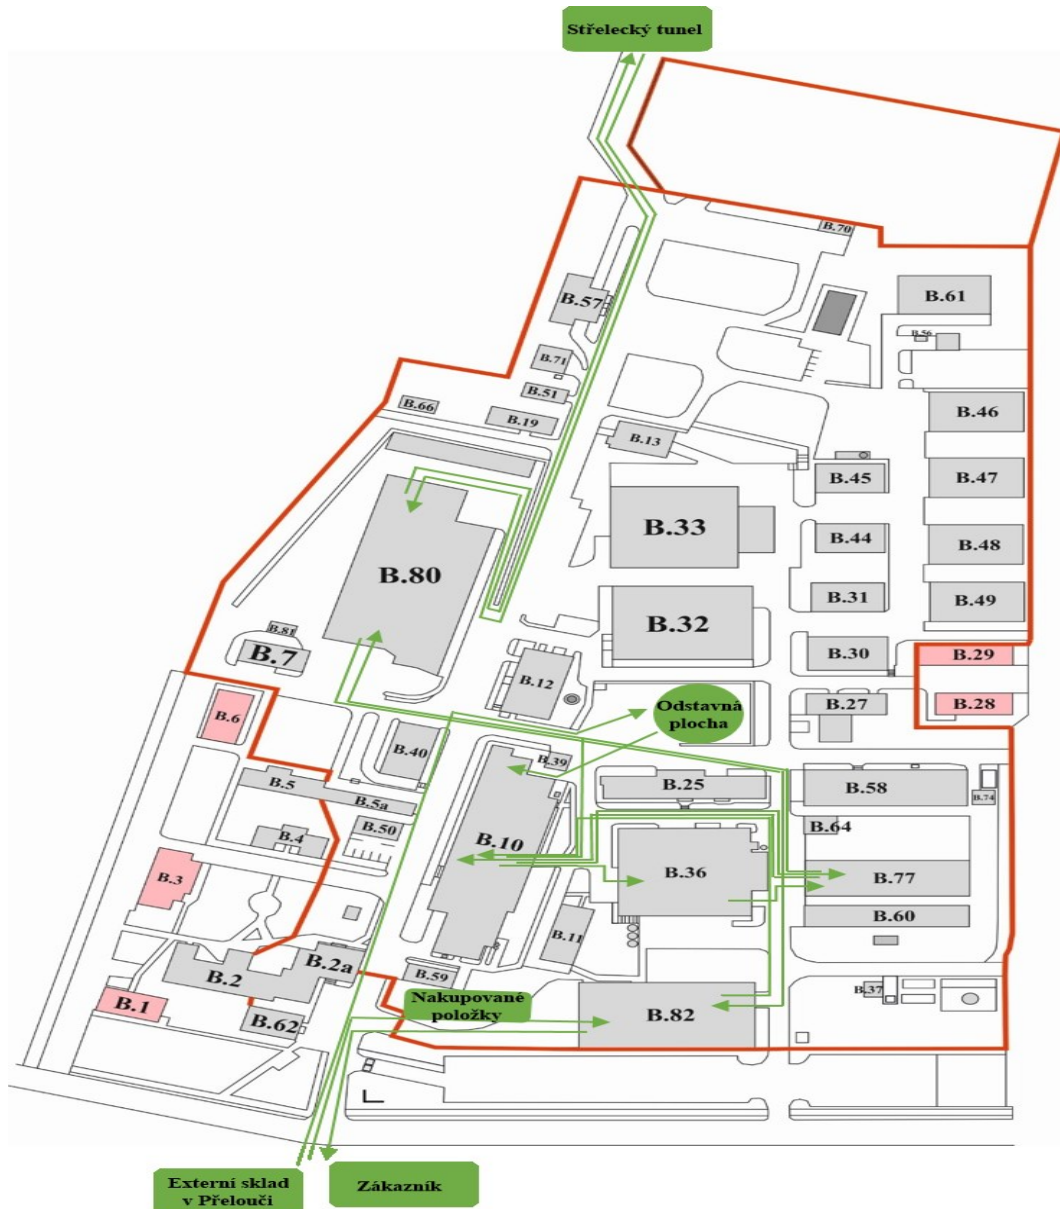 Střelecký tunel
B.70
B.57
B.61
B.56
B.71
B.51
B.66
B.19
B.46
B.13
B.45
B.47
B.33
B.44
B.48
B.80
B.31
B.49
B.81
B.32
B.7
B.30
B.29
B.12
B.6
Odstavná
plocha
B.27
B.28
B.40
B.39
B.5
B.25
B.58
B.5a
B.74
B.50
B.64
B.4
B.10
B.36
B.77
B.3
B.60
B.11
B.2a
B.2
B.59
B.37
B.1
Nakupované
položky
B.62
B.82
Externí sklad
v Přelouči
Zákazník